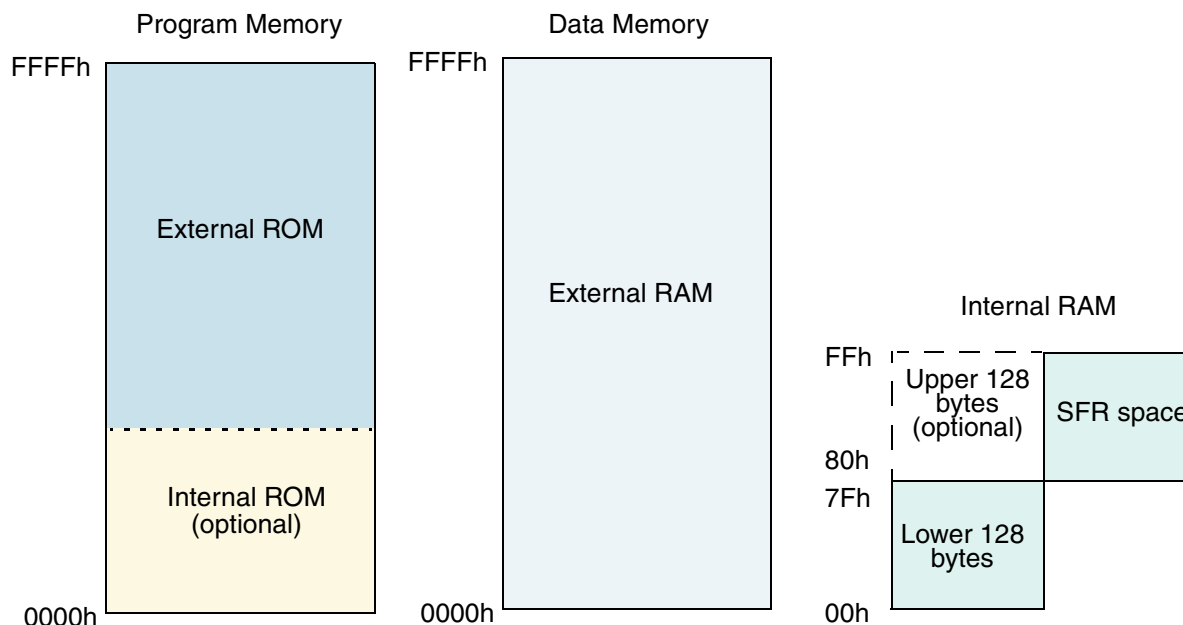 Program Memory
FFFFh
External ROM
Internal ROM
(optional)
0000h
Data Memory
FFFFh
External RAM
0000h
Internal RAM
FFh
Upper 128
bytes
(optional)
SFR space
80h
7Fh
Lower 128
bytes
00h